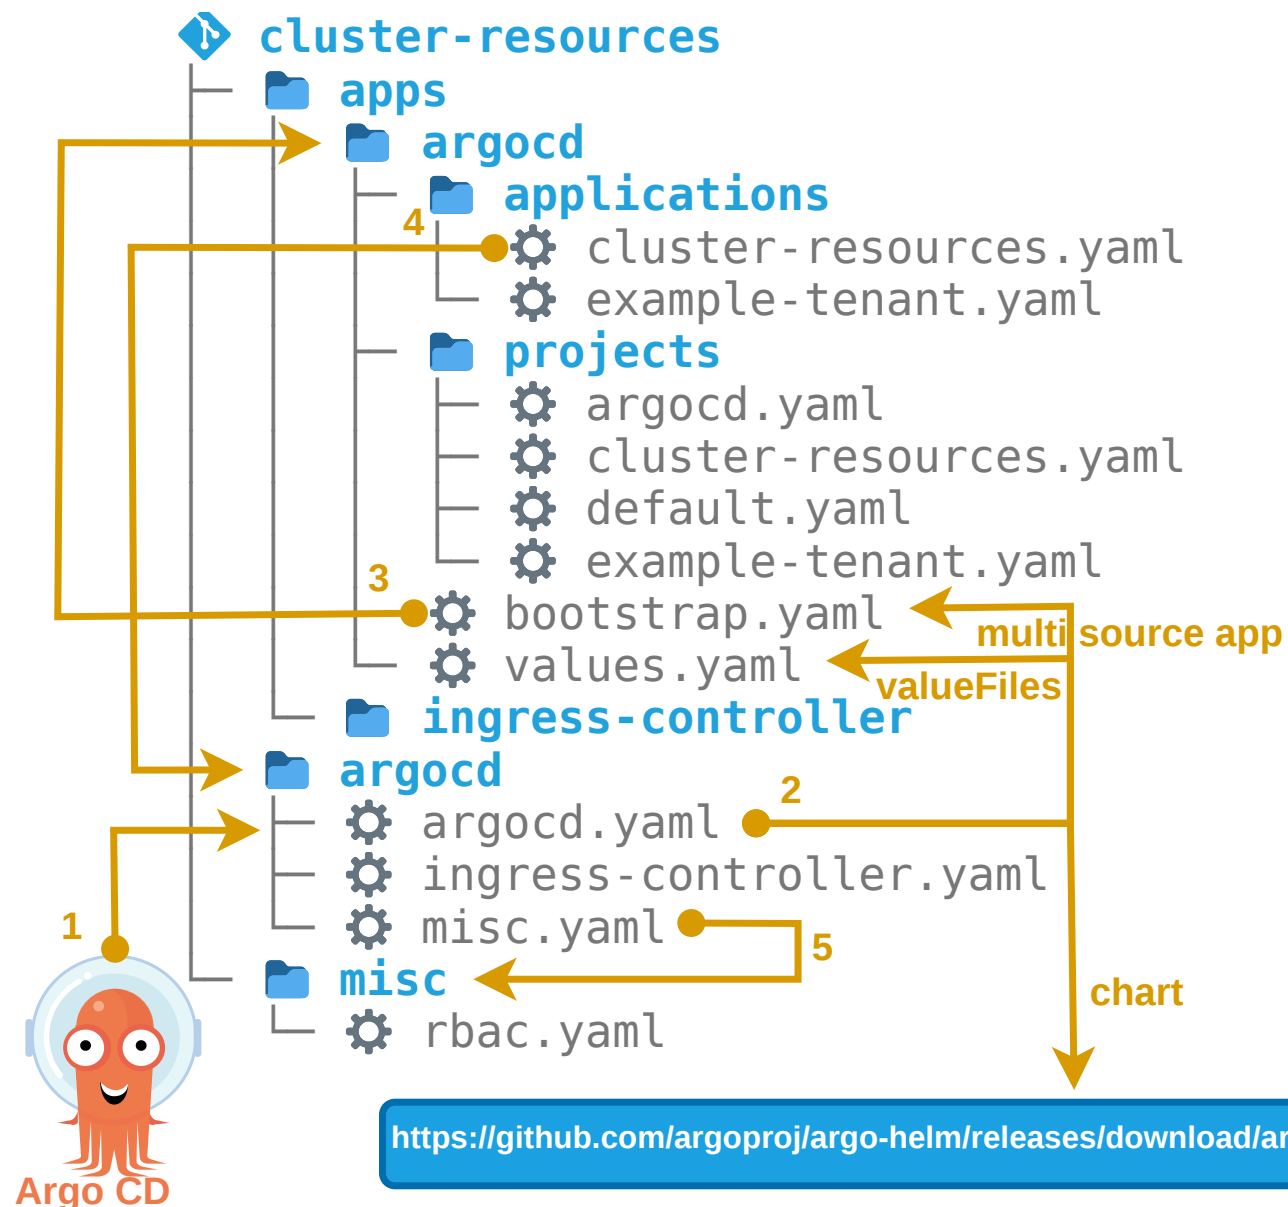 cluster-resources
apps
argocd
applications
4
cluster-resources.yaml
example-tenant.yaml
projects
argocd.yaml
cluster-resources.yaml
default.yaml
example-tenant.yaml
3
bootstrap.yaml
multi source app
values.yaml
valueFiles
ingress-controller
argocd
2
argocd.yaml
ingress-controller.yaml
1
misc.yaml
5
misc
chart
rbac.yaml
https://github.com/argoproj/argo-helm/releases/download/ar
Argo CD